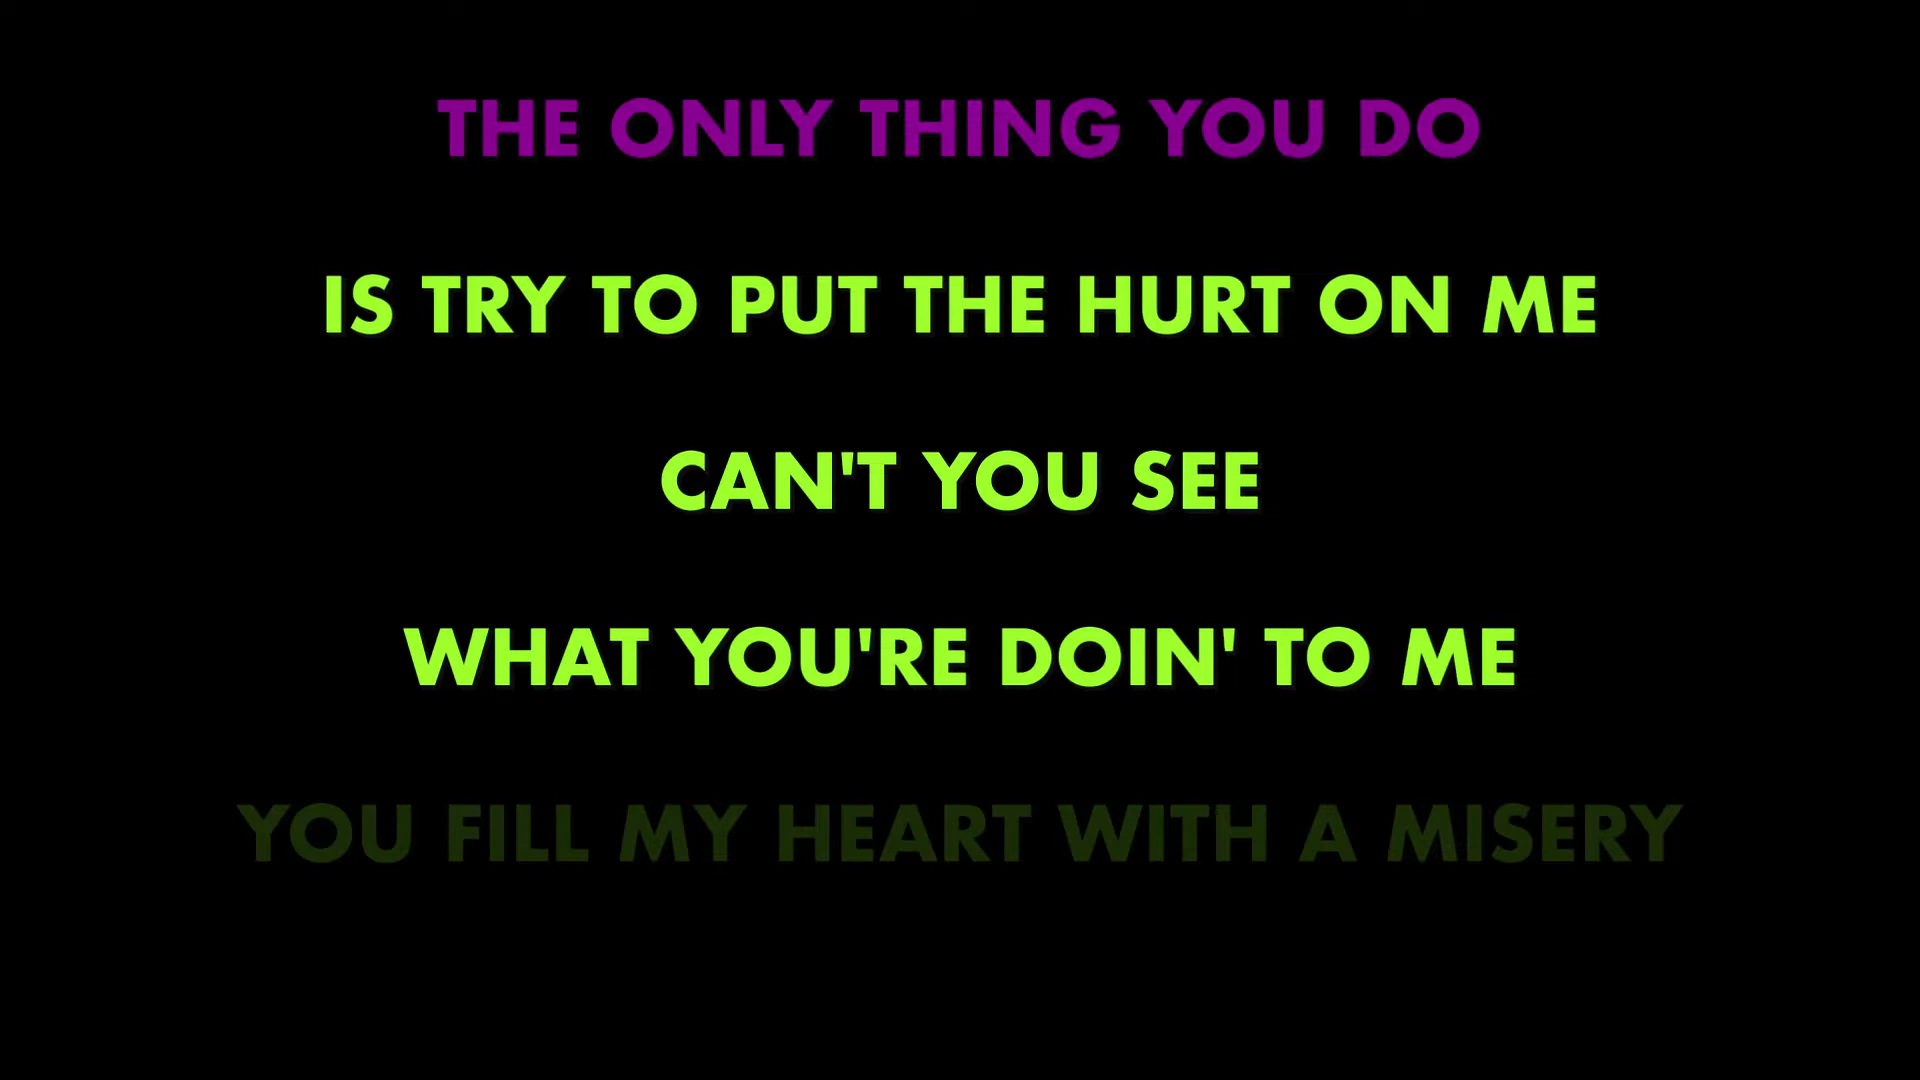 THE ONLY THING YOU DO
IS TRY TO PUT THE HURT ON ME
CAN'T YOU SEE
WHAT YOU'RE DOIN' TO ME
YOU FILL MY HEART WITH A MISERY